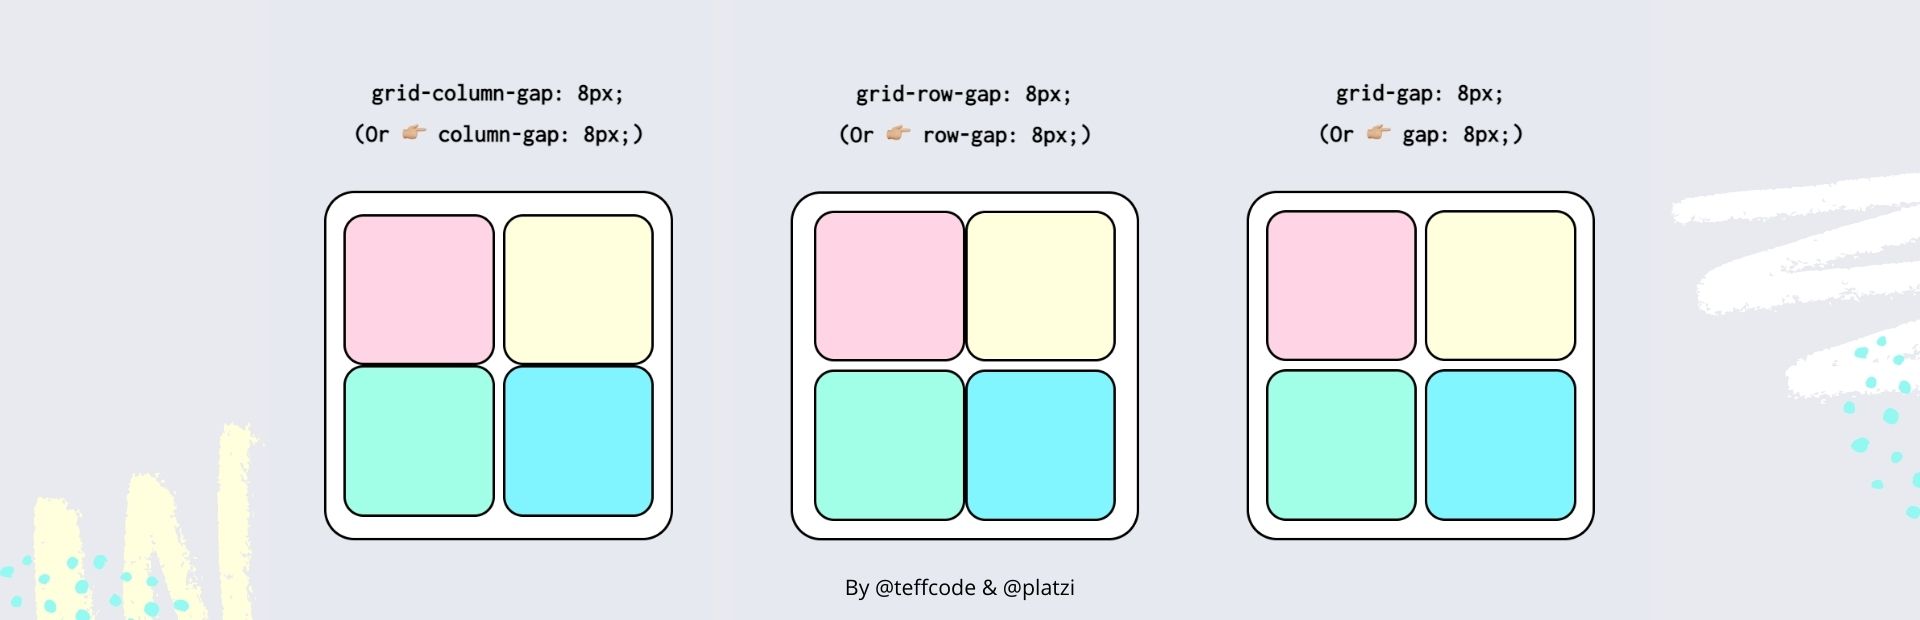 grid-column-gap: 8px;
(Or 👉🏼 column-gap: 8px;)
grid-row-gap: 8px;
(Or 👉🏼 row-gap: 8px;)
grid-gap: 8px;
(Or 👉🏼 gap: 8px;)
By @teffcode & @platzi